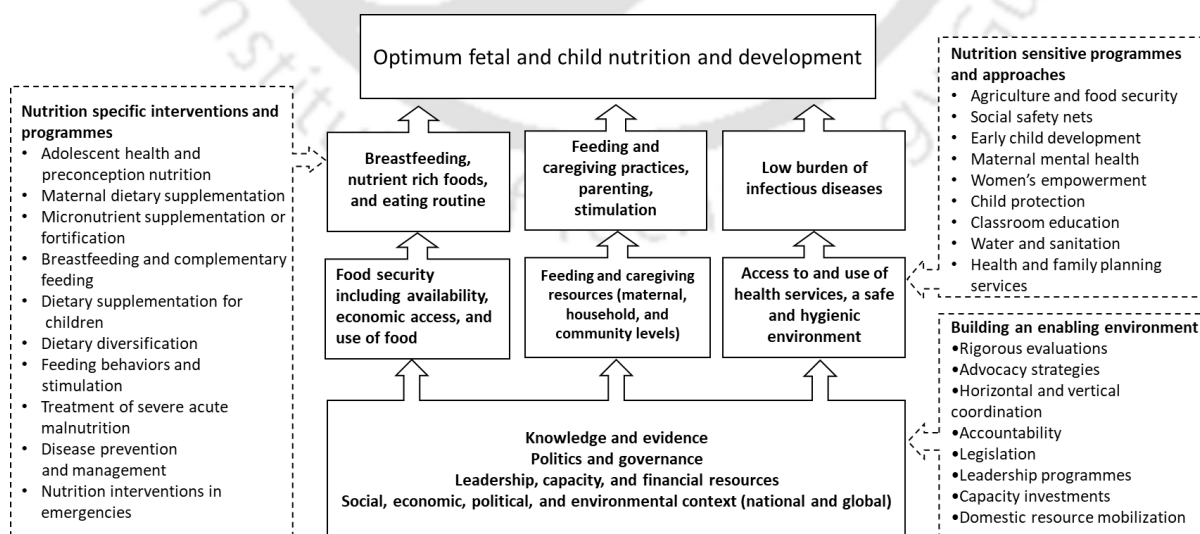 Optimum fetal and child nutrition and development
Nutrition specific interventions and
programmes
• Adolescent health and
preconception nutrition
• Maternal dietary supplementation
• Micronutrient supplementation or
fortification
• Breastfeeding and complementary
feeding
• Dietary supplementation for
children
• Dietary diversification
• Feeding behaviors and
stimulation
• Treatment of severe acute
malnutrition
• Disease prevention
and management
• Nutrition interventions in
emergencies
Breastfeeding,
nutrient rich foods,
and eating routine
Feeding and
caregiving practices,
parenting,
stimulation
Low burden of
infectious diseases
Food security
including availability,
economic access, and
use of food
Feeding and caregiving
resources (maternal,
household, and
community levels)
Access to and use of
health services, a safe
and hygienic
environment
Knowledge and evidence
Politics and governance
Leadership, capacity, and financial resources
Social, economic, political, and environmental context (national and global)
Nutrition sensitive programmes
and approaches
• Agriculture and food security
• Social safety nets
• Early child development
• Maternal mental health
• Women's empowerment
• Child protection
• Classroom education
• Water and sanitation
• Health and family planning
services
Building an enabling environment
•Rigorous evaluations
•Advocacy strategies
•Horizontal and vertical
coordination
•Accountability
•Legislation
•Leadership programmes
•Capacity investments
•Domestic resource mobilization